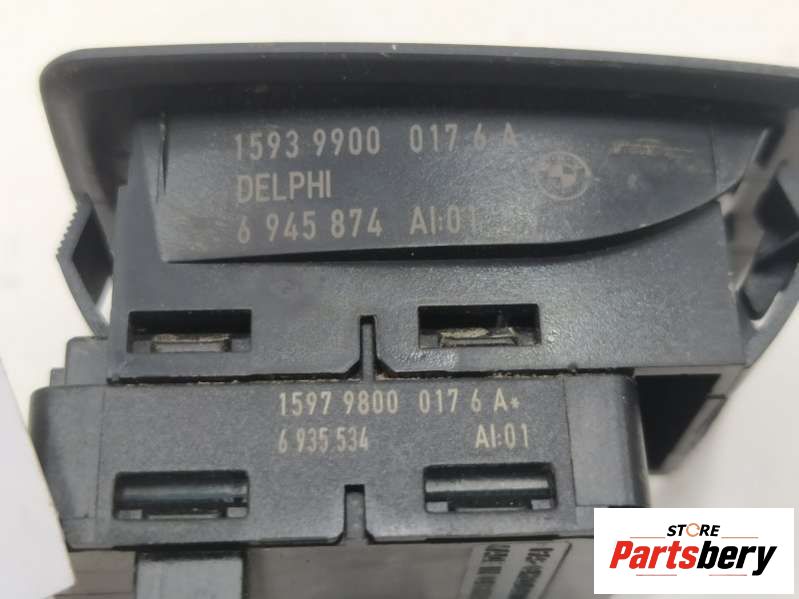 1593 9900 017 6 A
DELPHI
6 945 874 AI:01
1597 9800 017 6 A*
6 935 534 AI:01
STORE
Partsbery